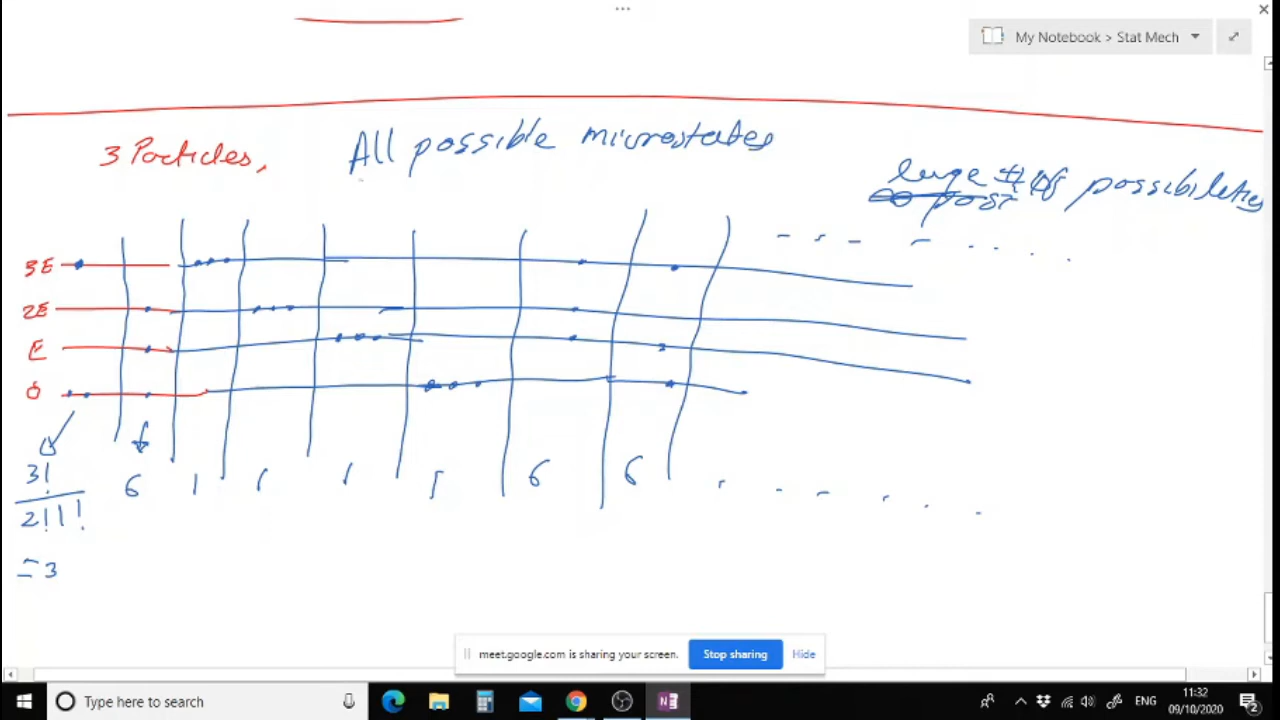 My Notebook > Stat Mech
3 Particles,
All possible microstates
large # of possibilities
3E
2E
E
0
3!
2!1!
= 3
6 1 1 1 1 6 6
meet.google.com is sharing your screen.
Stop sharing
Hide
Type here to search
ENG
11:32
09/10/2020
2